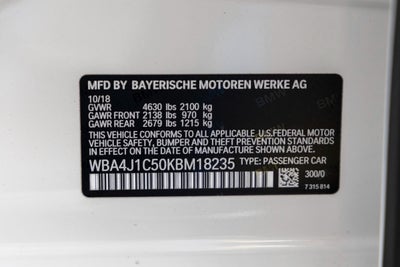 MFD BY BAYERISCHE MOTOREN WERKE AG
10/18
GVWR 4630 lbs 2100 kg
GAWR FRONT 2138 lbs 970 kg
GAWR REAR 2679 lbs 1215 kg
THIS VEHICLE CONFORMS TO ALL APPLICABLE U.S.FEDERAL MOTOR
VEHICLE SAFETY, BUMPER AND THEFT PREVENTION STANDARDS
IN EFFECT ON THE DATE OF MANUFACTURE SHOWN ABOVE.
WBA4J1C50KBM18235 TYPE: PASSENGER CAR
300/0
7 315 814